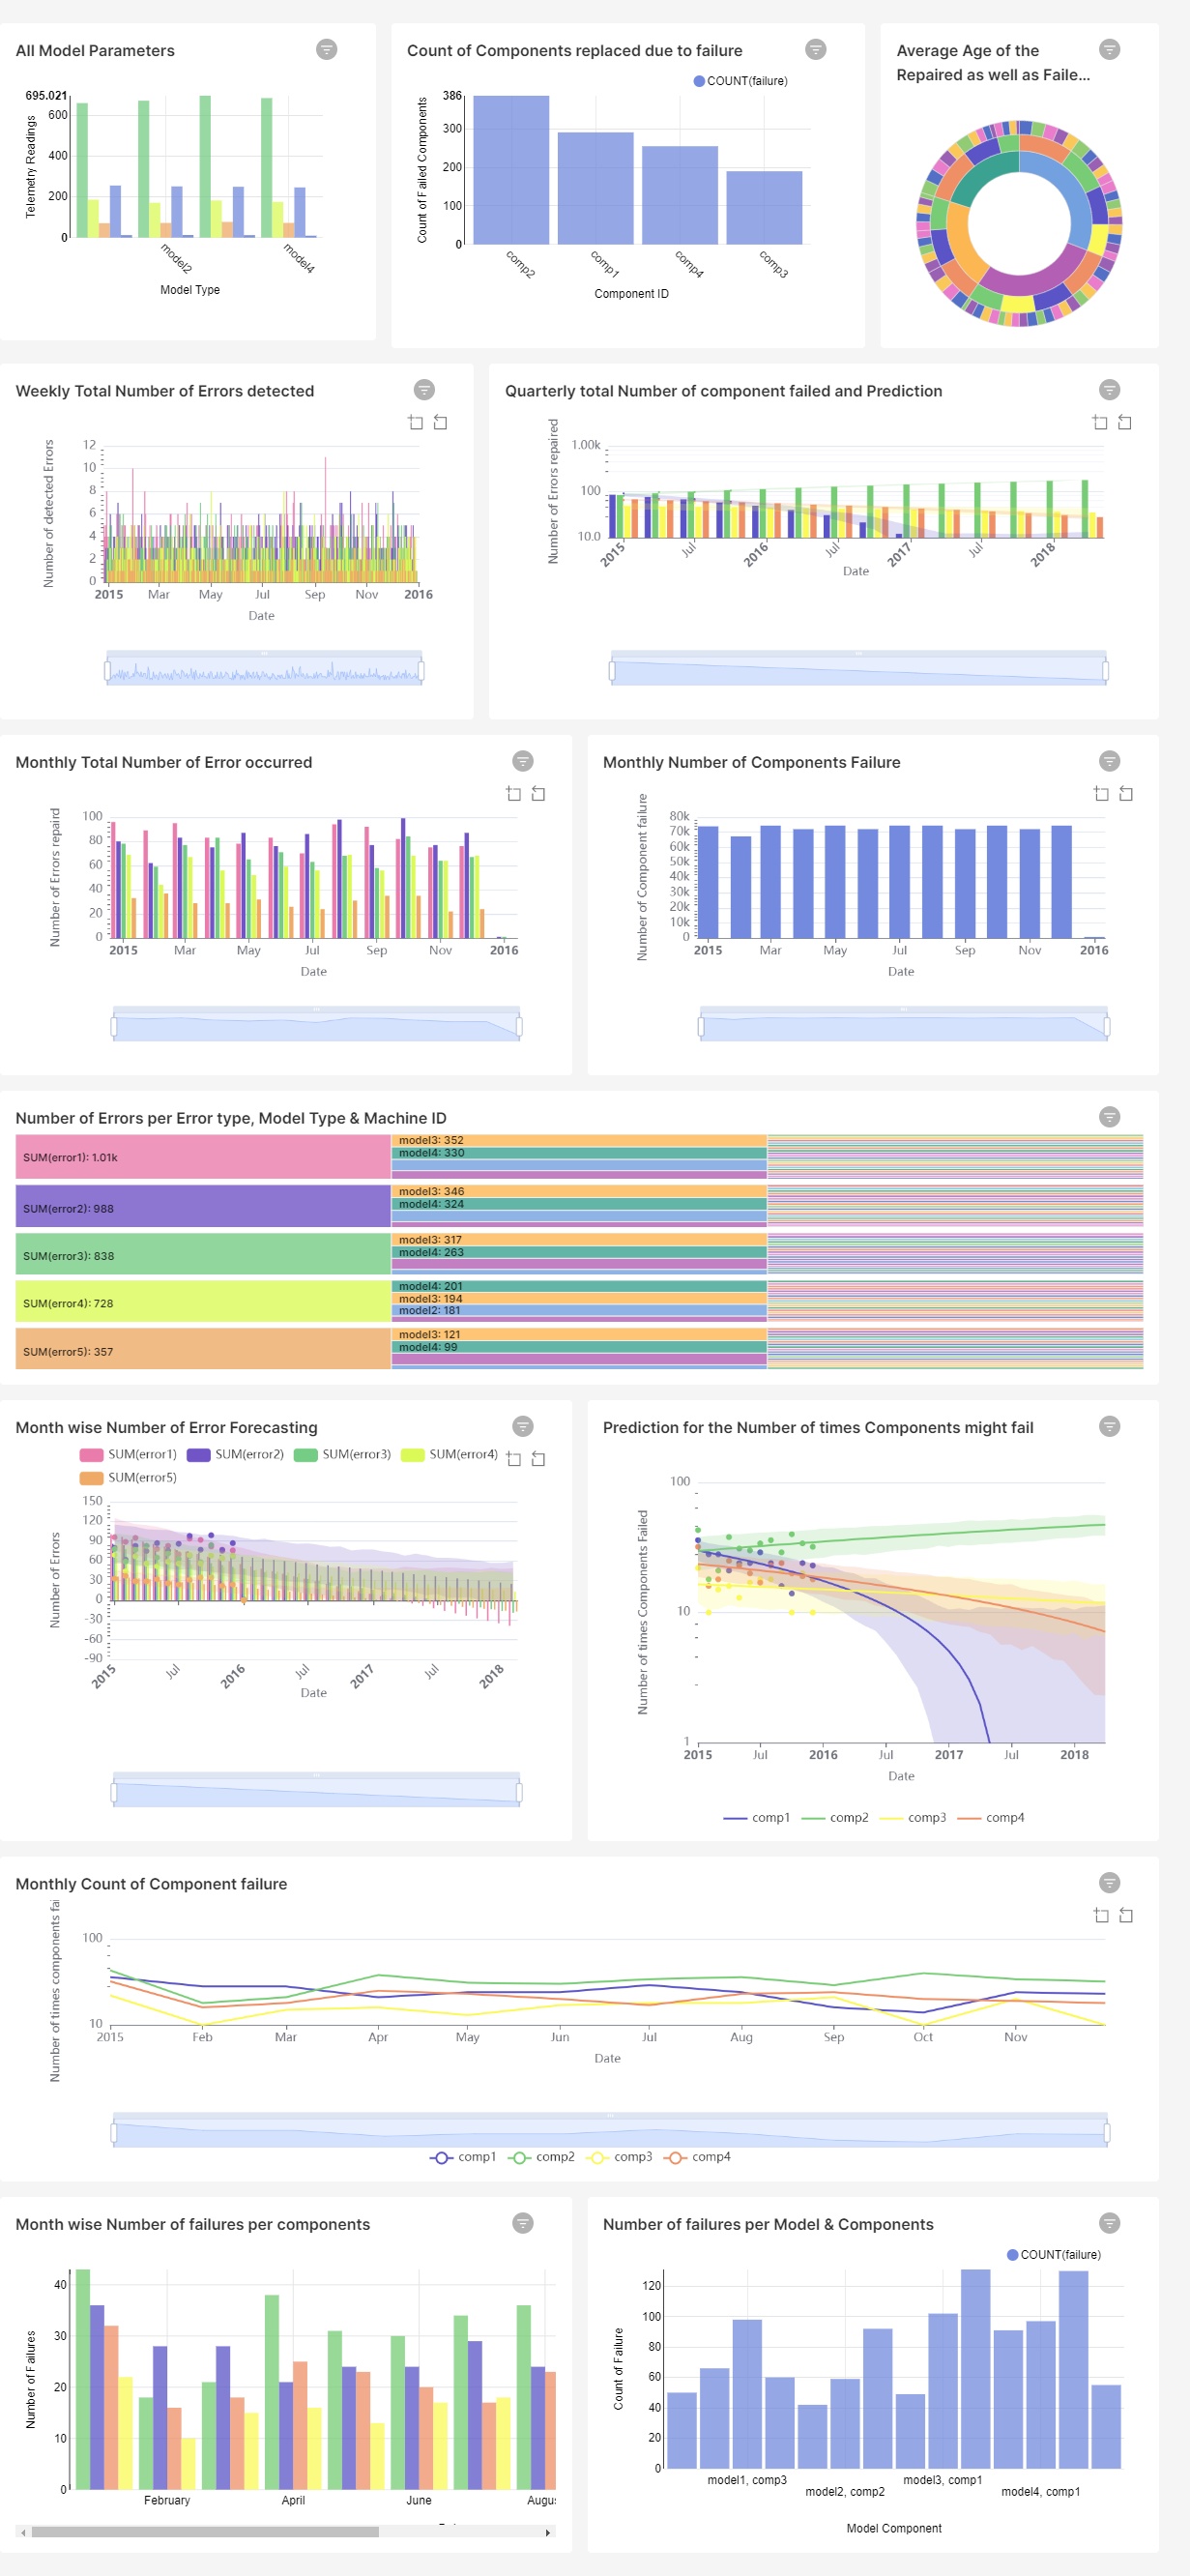 All Model Parameters
695.021
600
400
200
0
Telemetry Readings
model2
model4
Model Type
Count of Components replaced due to failure
COUNT(failure)
386
300
200
100
0
Count of Failed Components
comp2
comp1
comp4
comp3
Component ID
Average Age of the
Repaired as well as Faile...
Weekly Total Number of Errors detected
Number of detected Errors
12
10
8
6
4
2
0
2015 Mar May Jul Sep Nov 2016
Date
Quarterly total Number of component failed and Prediction
Number of Errors repaired
1.00k
100
10.0
2015 Jul 2016 Jul 2017 Jul 2018
Date
Monthly Total Number of Error occurred
Number of Errors repaird
100
80
60
40
20
0
2015 Mar May Jul Sep Nov 2016
Date
Monthly Number of Components Failure
Number of Component failure
80k
70k
60k
50k
40k
30k
20k
10k
0
2015 Mar May Jul Sep Nov 2016
Date
Number of Errors per Error type, Model Type & Machine ID
SUM(error1): 1.01k
model3: 352
model4: 330
SUM(error2): 988
model3: 346
model4: 324
SUM(error3): 838
model3: 317
model4: 263
SUM(error4): 728
model4: 201
model3: 194
model2: 181
SUM(error5): 357
model3: 121
model4: 99
Month wise Number of Error Forecasting
SUM(error1) SUM(error2) SUM(error3) SUM(error4)
SUM(error5)
Number of Errors
150
120
90
60
30
0
-30
-60
-90
2015 Jul 2016 Jul 2017 Jul 2018
Date
Prediction for the Number of times Components might fail
Number of times Components Failed
100
10
1
2015 Jul 2016 Jul 2017 Jul 2018
Date
comp1 comp2 comp3 comp4
Monthly Count of Component failure
Number of times components fai
100
10
2015 Feb Mar Apr May Jun Jul Aug Sep Oct Nov
Date
comp1 comp2 comp3 comp4
Month wise Number of failures per components
Number of Failures
40
30
20
10
0
February April June Augus
Number of failures per Model & Components
COUNT(failure)
Count of Failure
120
100
80
60
40
20
0
model1, comp3
model2, comp2
model3, comp1
model4, comp1
Model Component